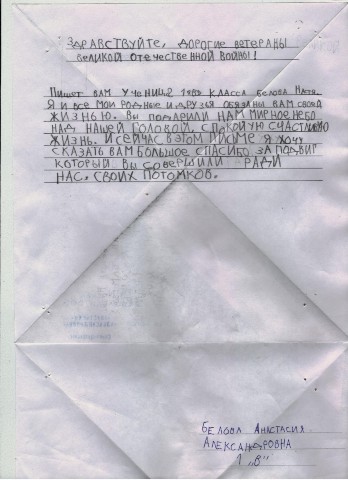 ЗДРАВСТВУЙТЕ, ДОРОГИЕ ВЕТЕРАНЫ
ВЕЛИКОЙ ОТЕЧЕСТВЕННОЙ ВОЙНЫ!
ПИШЕТ ВАМ УЧЕНИЦА КЛАССА БЕЛОВА НАСТЯ.
Я И ВСЕ МОИ РОДНЫЕ И ДРУЗЬЯ ОБЯЗАНЫ ВАМ СВОЕЙ
ЖИЗНЬЮ. ВЫ ПОДАРИЛИ НАМ МИРНОЕ НЕБО
НАД НАШЕЙ ГОЛОВОЙ, СПОКОЙНУЮ СЧАСТЛИВУЮ
ЖИЗНЬ. И СЕЙЧАС В ЭТОМ ПИСЬМЕ Я ХОЧУ
СКАЗАТЬ ВАМ БОЛЬШОЕ СПАСИБО ЗА ПОДВИГ
КОТОРЫЙ ВЫ СОВЕРШИЛИ РАДИ
НАС, СВОИХ ПОТОМКОВ.
БЕЛОВА АНАСТАСИЯ
АЛЕКСАНДРОВНА
1 „В"